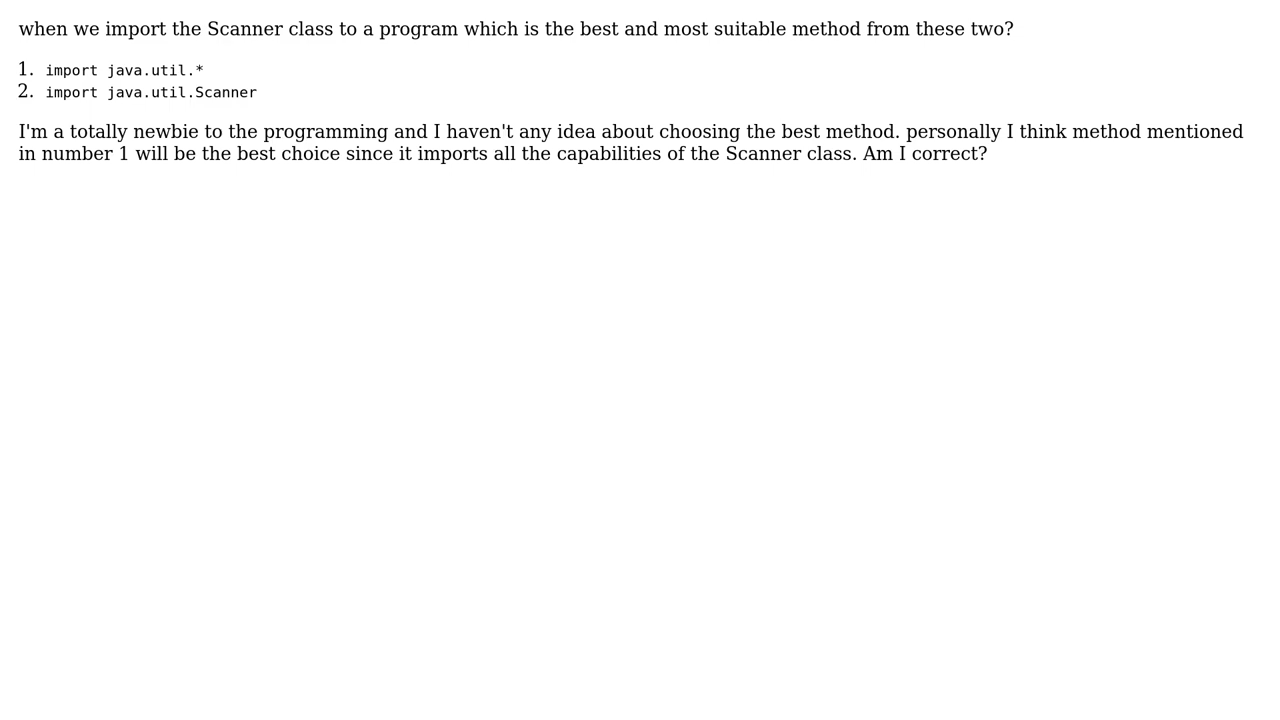 when we import the Scanner class to a program which is the best and most suitable method from these two?
1. import java.util.*
2. import java.util.Scanner
I'm a totally newbie to the programming and I haven't any idea about choosing the best method. personally I think method mentioned
in number 1 will be the best choice since it imports all the capabilities of the Scanner class. Am I correct?